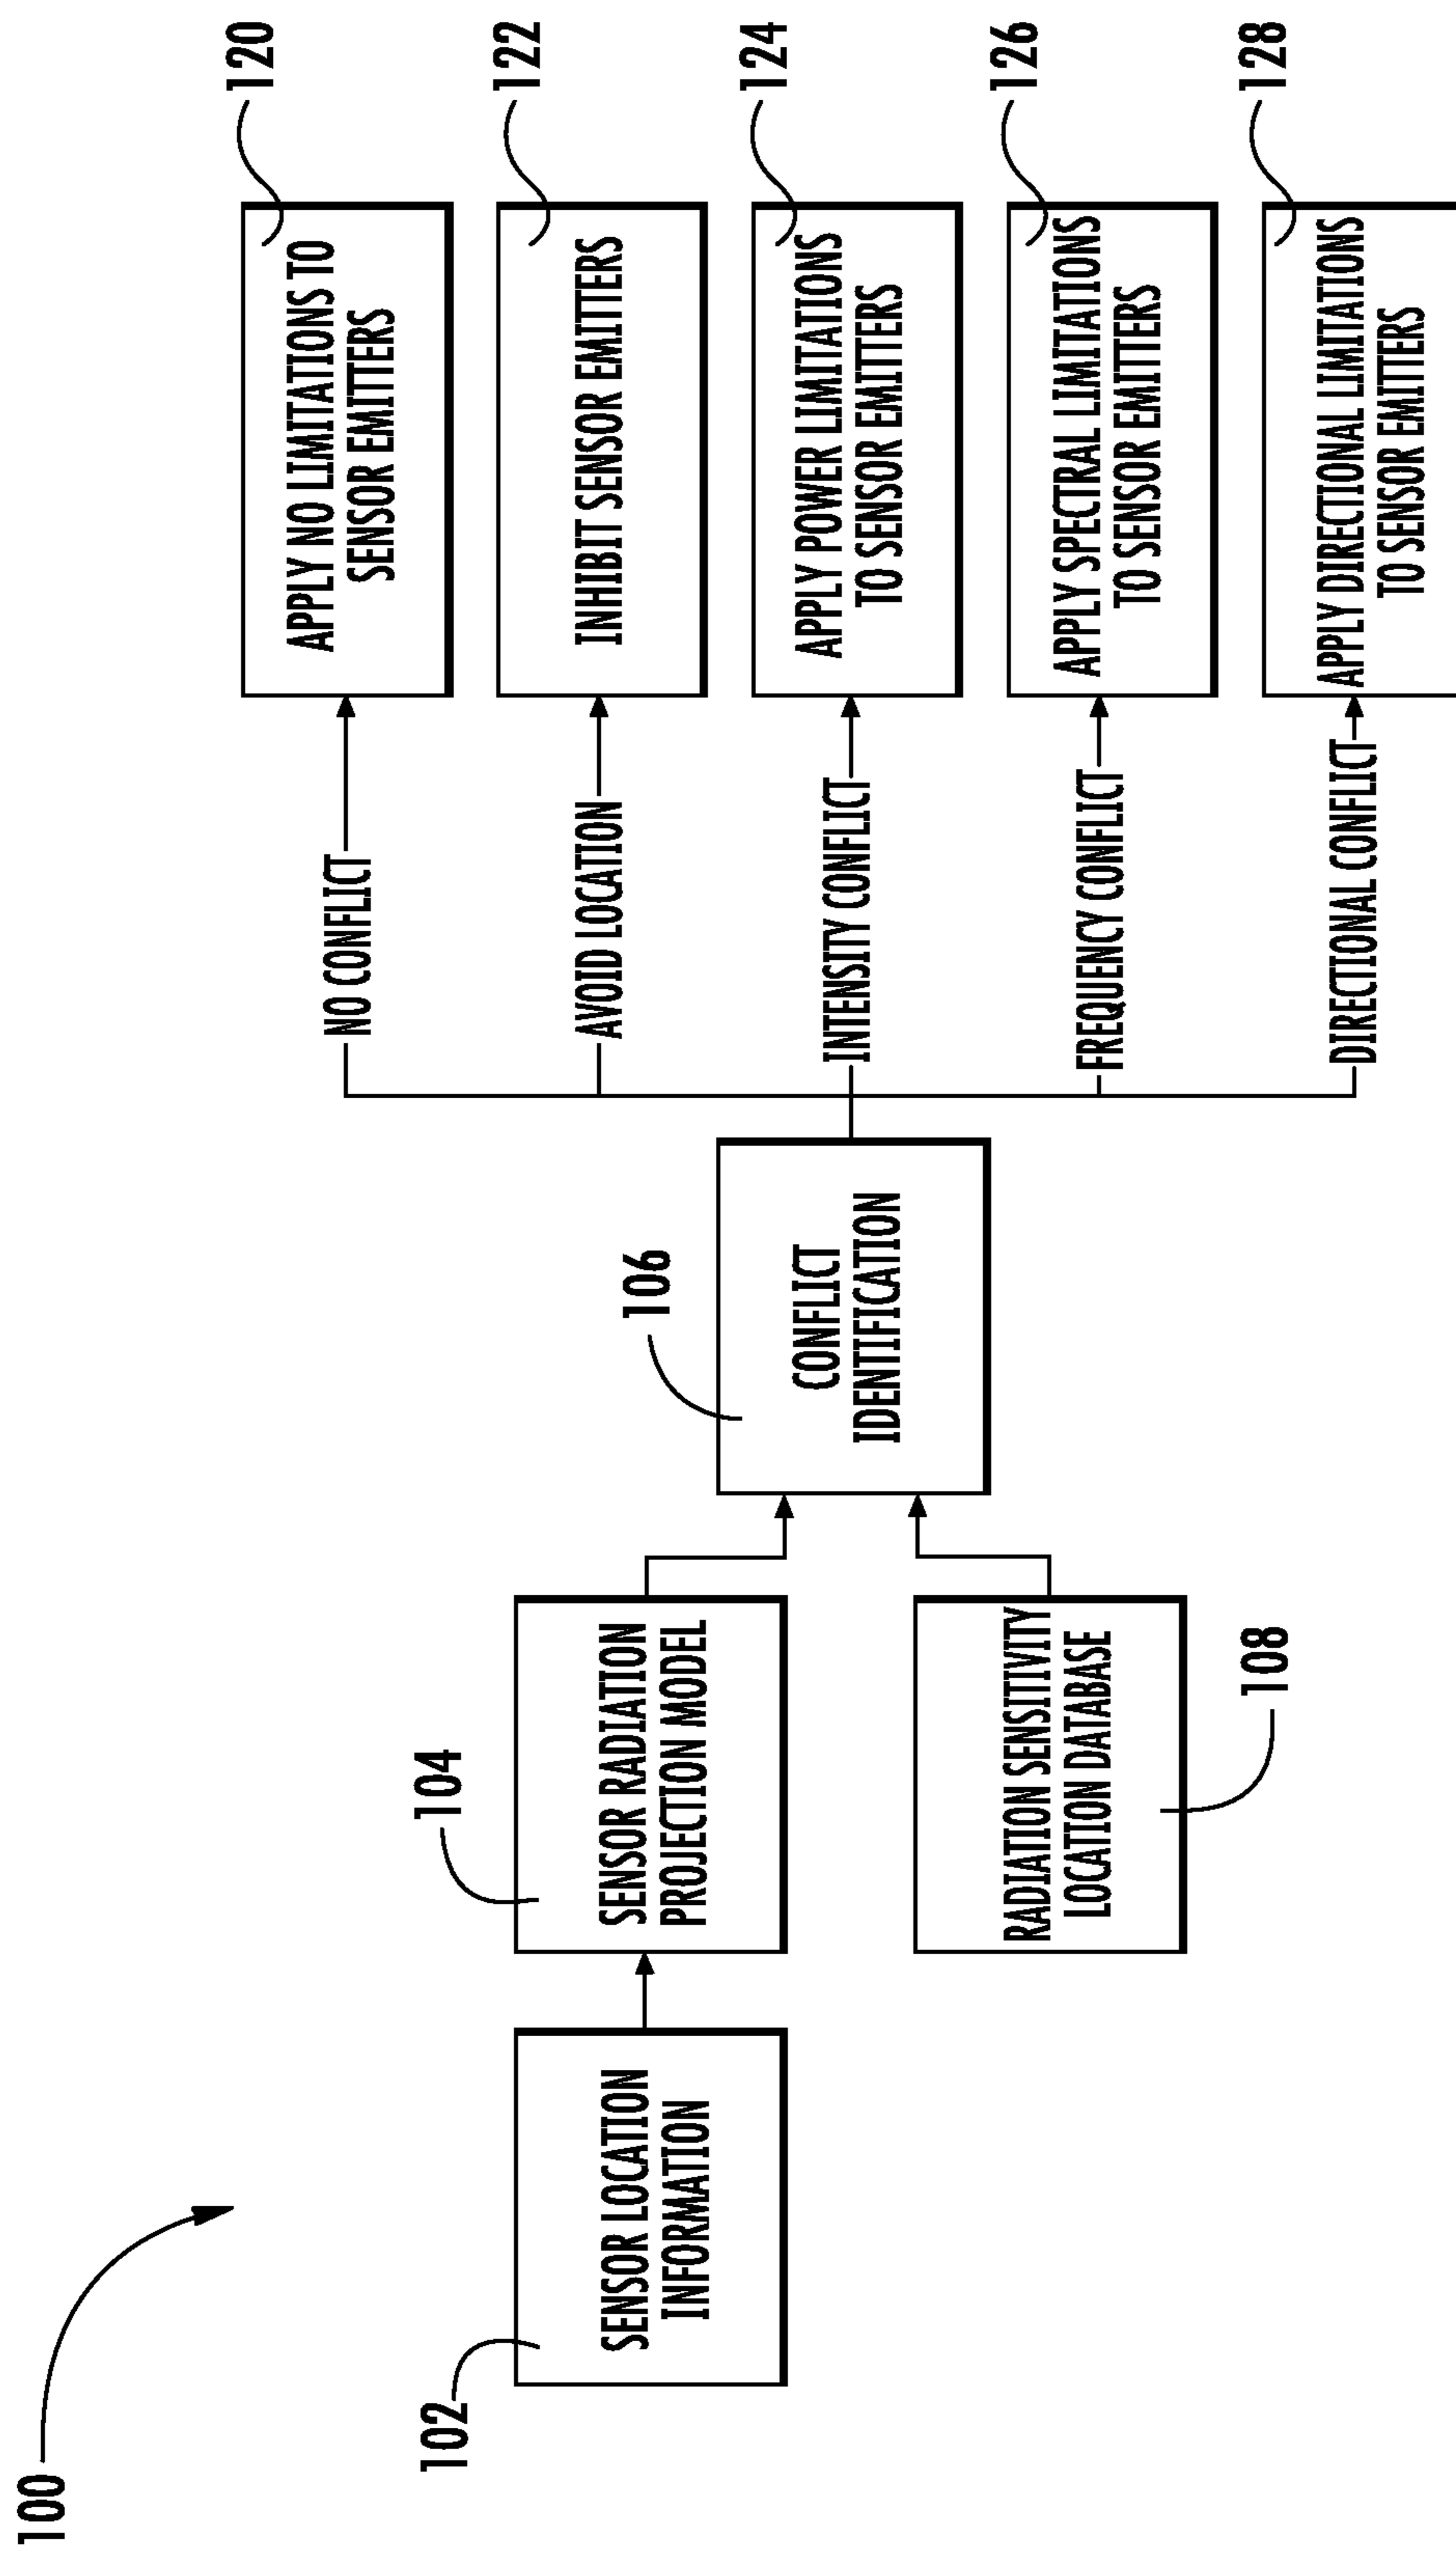 100
102
SENSOR LOCATION
INFORMATION
104
SENSOR RADIATION
PROJECTION MODEL
RADIATION SENSITIVITY
LOCATION DATABASE
108
106
CONFLICT
IDENTIFICATION
NO CONFLICT
AVOID LOCATION
INTENSITY CONFLICT
FREQUENCY CONFLICT
DIRECTIONAL CONFLICT
APPLY NO LIMITATIONS TO
SENSOR EMITTERS
120
INHIBIT SENSOR EMITTERS
122
APPLY POWER LIMITATIONS
TO SENSOR EMITTERS
124
APPLY SPECTRAL LIMITATIONS
TO SENSOR EMITTERS
126
APPLY DIRECTIONAL LIMITATIONS
TO SENSOR EMITTERS
128